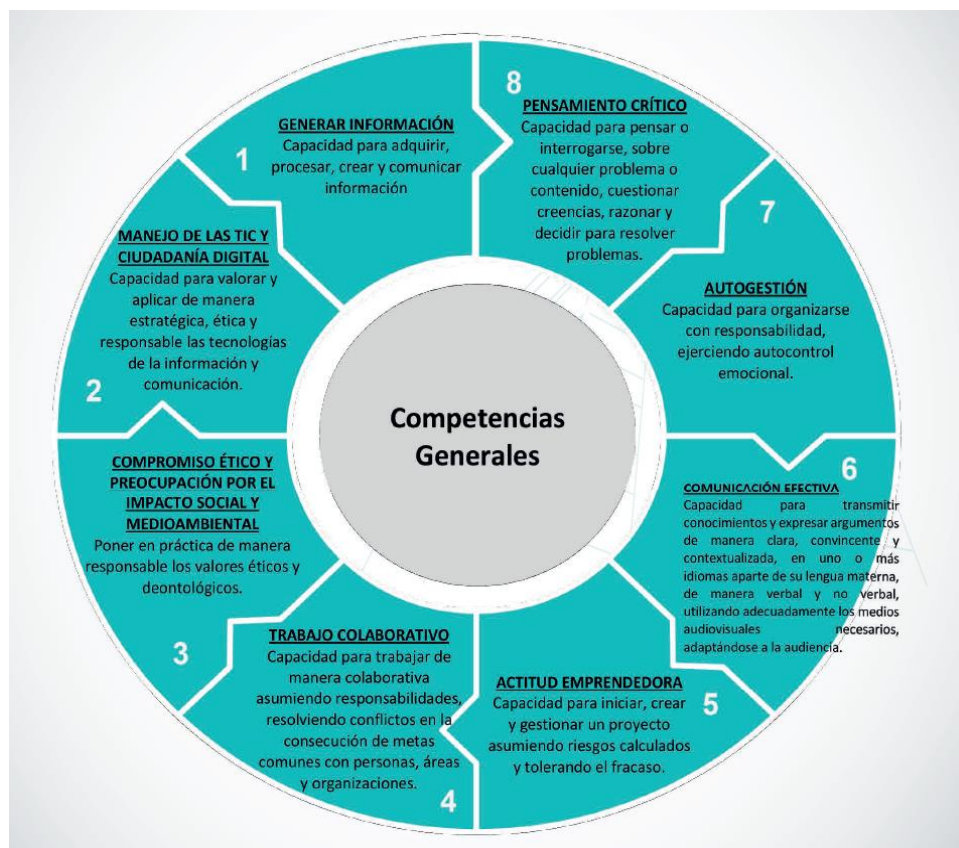 Competencias
Generales
1
GENERAR INFORMACIÓN
Capacidad para adquirir,
procesar, crear y comunicar
información
2
MANEJO DE LAS TIC Y
CIUDADANÍA DIGITAL
Capacidad para valorar y
aplicar de manera
estratégica, ética y
responsable las tecnologías
de la información y
comunicación.
3
COMPROMISO ÉTICO Y
PREOCUPACIÓN POR EL
IMPACTO SOCIAL Y
MEDIOAMBIENTAL
Poner en práctica de manera
responsable los valores éticos y
deontológicos.
4
TRABAJO COLABORATIVO
Capacidad para trabajar de
manera colaborativa
asumiendo responsabilidades,
resolviendo conflictos en la
consecución de metas
comunes con personas, áreas
y organizaciones.
5
ACTITUD EMPRENDEDORA
Capacidad para iniciar, crear
y gestionar un proyecto
asumiendo riesgos calculados
y tolerando el fracaso.
6
COMUNICACIÓN EFECTIVA
Capacidad para transmitir
conocimientos y expresar argumentos
de manera clara, convincente y
contextualizada, en uno o más
idiomas aparte de su lengua materna,
de manera verbal y no verbal,
utilizando adecuadamente los medios
audiovisuales necesarios,
adaptándose a la audiencia.
7
AUTOGESTIÓN
Capacidad para organizarse
con responsabilidad,
ejerciendo autocontrol
emocional.
8
PENSAMIENTO CRÍTICO
Capacidad para pensar o
interrogarse, sobre
cualquier problema o
contenido, cuestionar
creencias, razonar y
decidir para resolver
problemas.